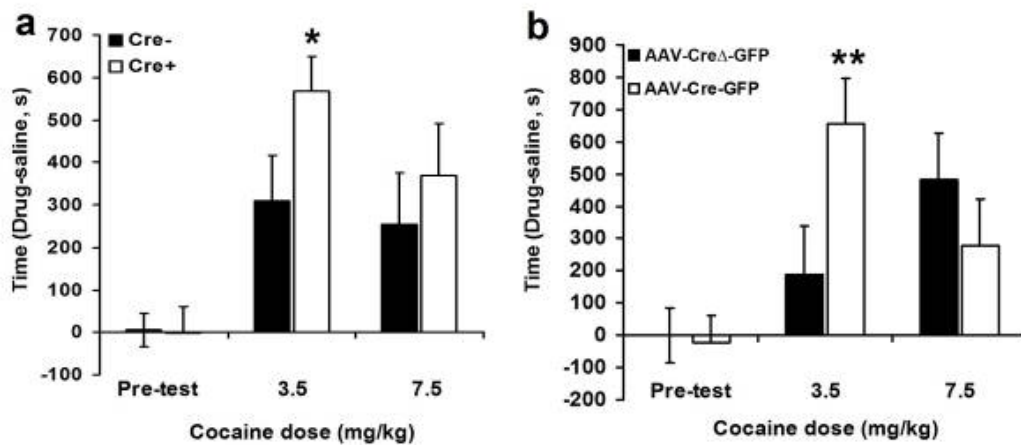 a
Cre-
Cre+
*
Time (Drug-saline, s)
700
600
500
400
300
200
100
0
-100
Pre-test 3.5 7.5
Cocaine dose (mg/kg)
b
AAV-CreΔ-GFP
AAV-Cre-GFP
**
Time (Drug-saline, s)
900
800
700
600
500
400
300
200
100
0
-100
-200
Pre-test 3.5 7.5
Cocaine dose (mg/kg)